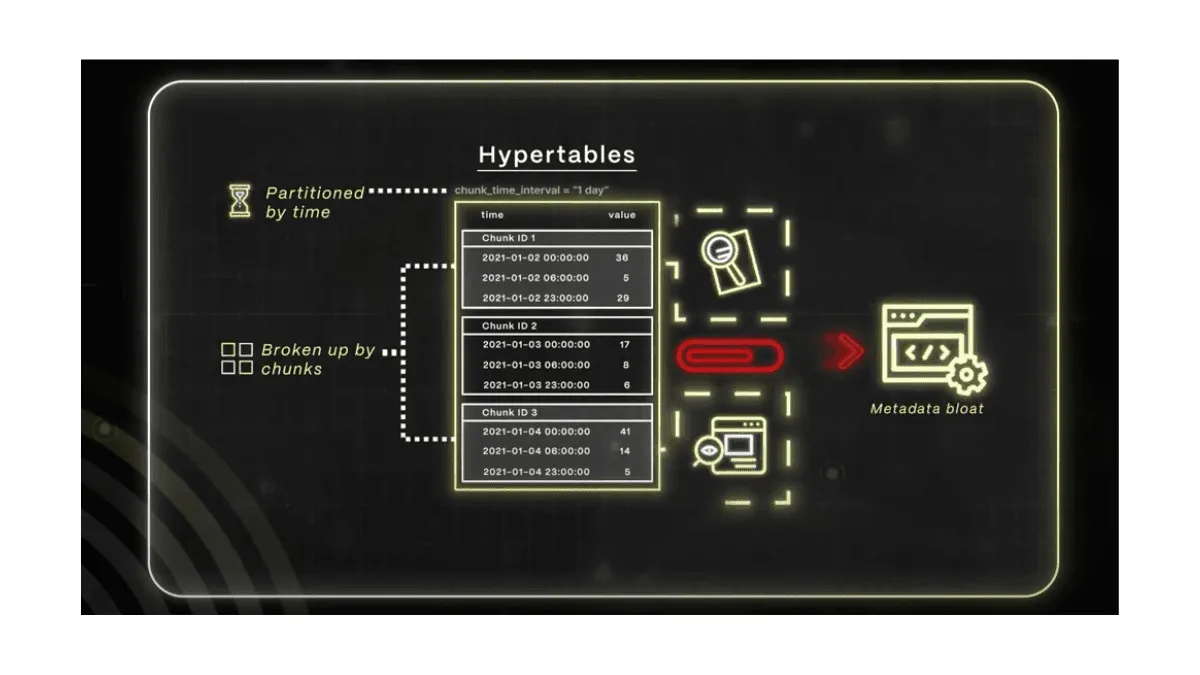 Hypertables
Partitioned
by time
chunk_time_interval = "1 day"
time value
Chunk ID 1
2021-01-02 00:00:00 36
2021-01-02 06:00:00 5
2021-01-02 23:00:00 29
Chunk ID 2
2021-01-03 00:00:00 17
2021-01-03 06:00:00 8
2021-01-03 23:00:00 6
Broken up by
chunks
Chunk ID 3
2021-01-04 00:00:00 41
2021-01-04 06:00:00 14
2021-01-04 23:00:00 5
</>
Metadata bloat